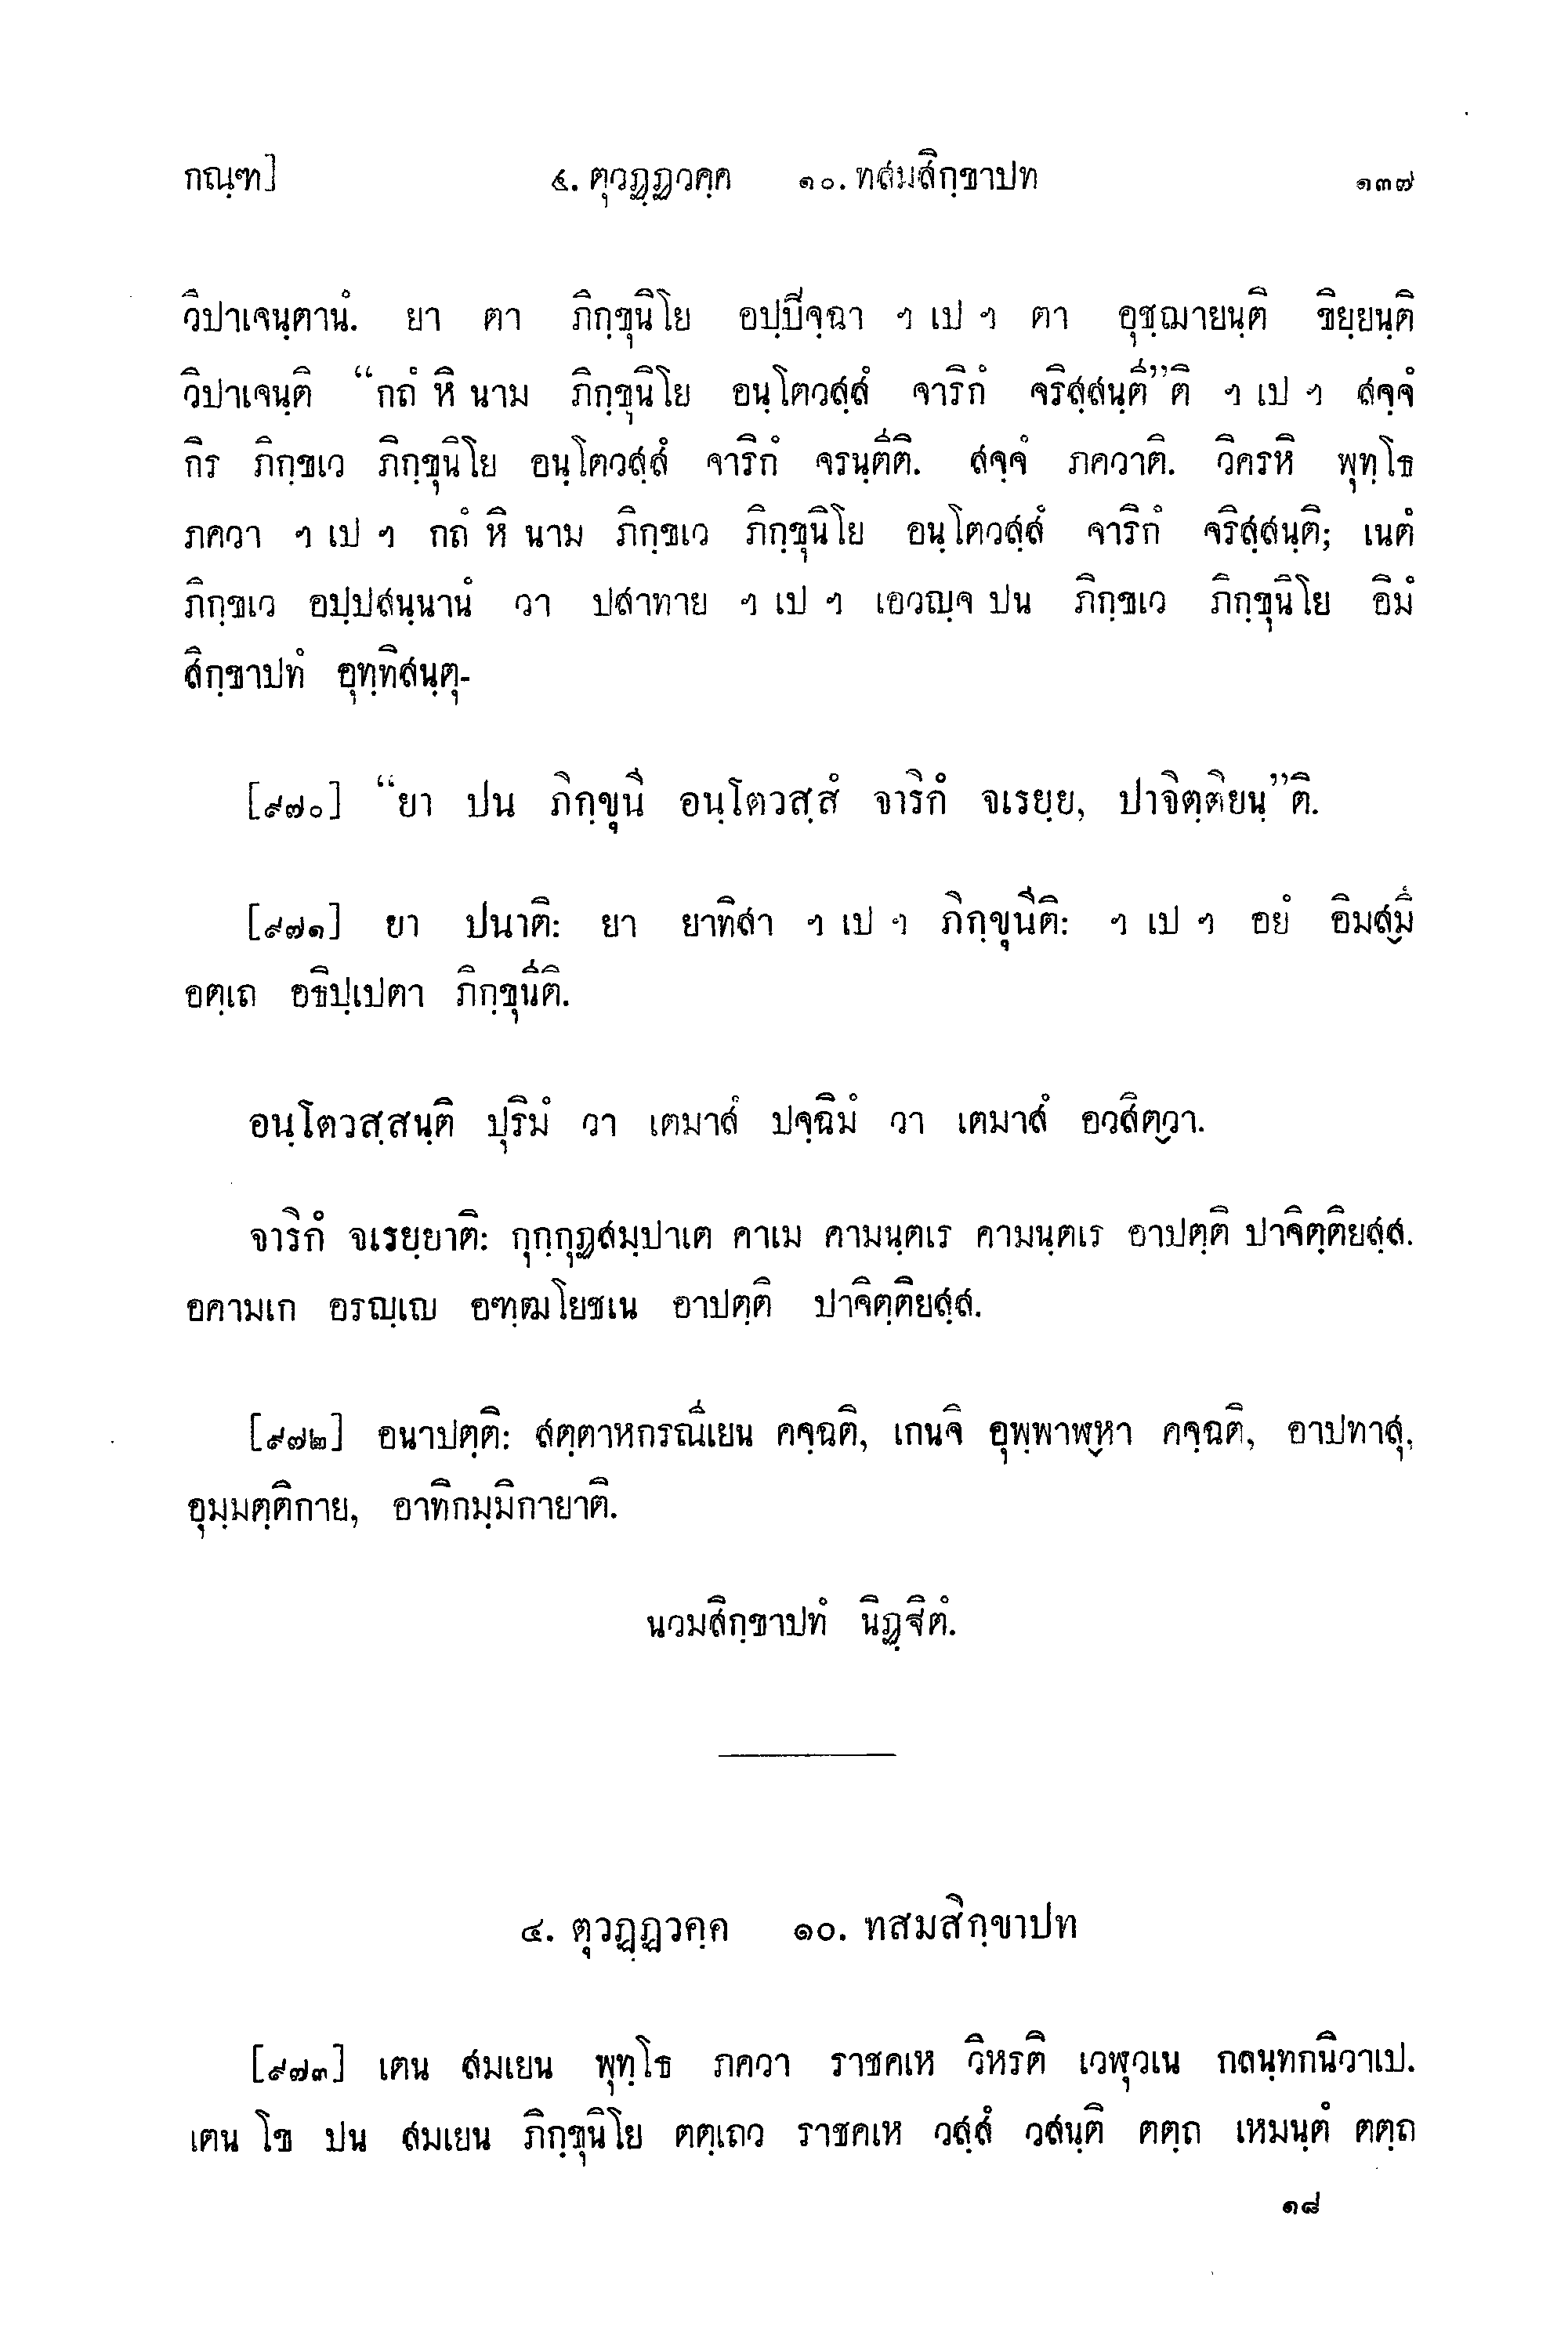 กณฺฑ] ๔. ตุวฏฺฏวคฺค ๑๐. ทสมสิกฺขาปท ๑๓๗
วิปาเจนฺตานํ. ยา ตา ภิกฺขุนิโย อปฺปิจฺฉา ฯ เป ฯ ตา อุชฺฌายนฺติ ขิยฺยนฺติ
วิปาเจนฺติ “กถํ หิ นาม ภิกฺขุนิโย อนฺโตวสฺสํ จาริกํ จริสฺสนฺตี”ติ ฯ เป ฯ สจฺจํ
กิร ภิกฺขเว ภิกฺขุนิโย อนฺโตวสฺสํ จาริกํ จรนฺตีติ. สจฺจํ ภควาติ. วิครหิ พุทฺโธ
ภควา ฯ เป ฯ กถํ หิ นาม ภิกฺขเว ภิกฺขุนิโย อนฺโตวสฺสํ จาริกํ จริสฺสนฺติ; เนตํ
ภิกฺขเว อปฺปสนฺนานํ วา ปสาทาย ฯ เป ฯ เอวญฺจ ปน ภิกฺขเว ภิกฺขุนิโย อิมํ
สิกฺขาปทํ อุทฺทิสนฺตุ-
[๙๗๐] “ยา ปน ภิกฺขุนี อนฺโตวสฺสํ จาริกํ จเรยฺย, ปาจิตฺติยนฺ”ติ.
[๙๗๑] ยา ปนาติ: ยา ยาทิสา ฯ เป ฯ ภิกฺขุนีติ: ฯ เป ฯ อยํ อิมสฺมึ
อตฺเถ อธิปฺเปตา ภิกฺขุนีติ.
อนฺโตวสฺสนฺติ ปุริมํ วา เตมาสํ ปจฺฉิมํ วา เตมาสํ อวสิตฺวา.
จาริกํ จเรยฺยาติ: กุกฺกุฏสมฺปาเต คาเม คามนฺตเร คามนฺตเร อาปตฺติ ปาจิตฺติยสฺส.
อคามเก อรญฺเญ อฑฺฒโยชเน อาปตฺติ ปาจิตฺติยสฺส.
[๙๗๒] อนาปตฺติ: สตฺตาหกรณีเยน คจฺฉติ, เกนจิ อุพฺพาฬฺหา คจฺฉติ, อาปทาสุ,
อุมฺมตฺติกาย, อาทิกมฺมิกายาติ.
นวมสิกฺขาปทํ นิฏฺฐิตํ.
๔. ตุวฏฺฏวคฺค ๑๐. ทสมสิกฺขาปท
[๙๗๓] เตน สมเยน พุทฺโธ ภควา ราชคเห วิหรติ เวฬุวเน กลนฺทกนิวาเป.
เตน โข ปน สมเยน ภิกฺขุนิโย ตตฺเถว ราชคเห วสฺสํ วสนฺติ ตตฺถ เหมนฺตํ ตตฺถ
๑๘